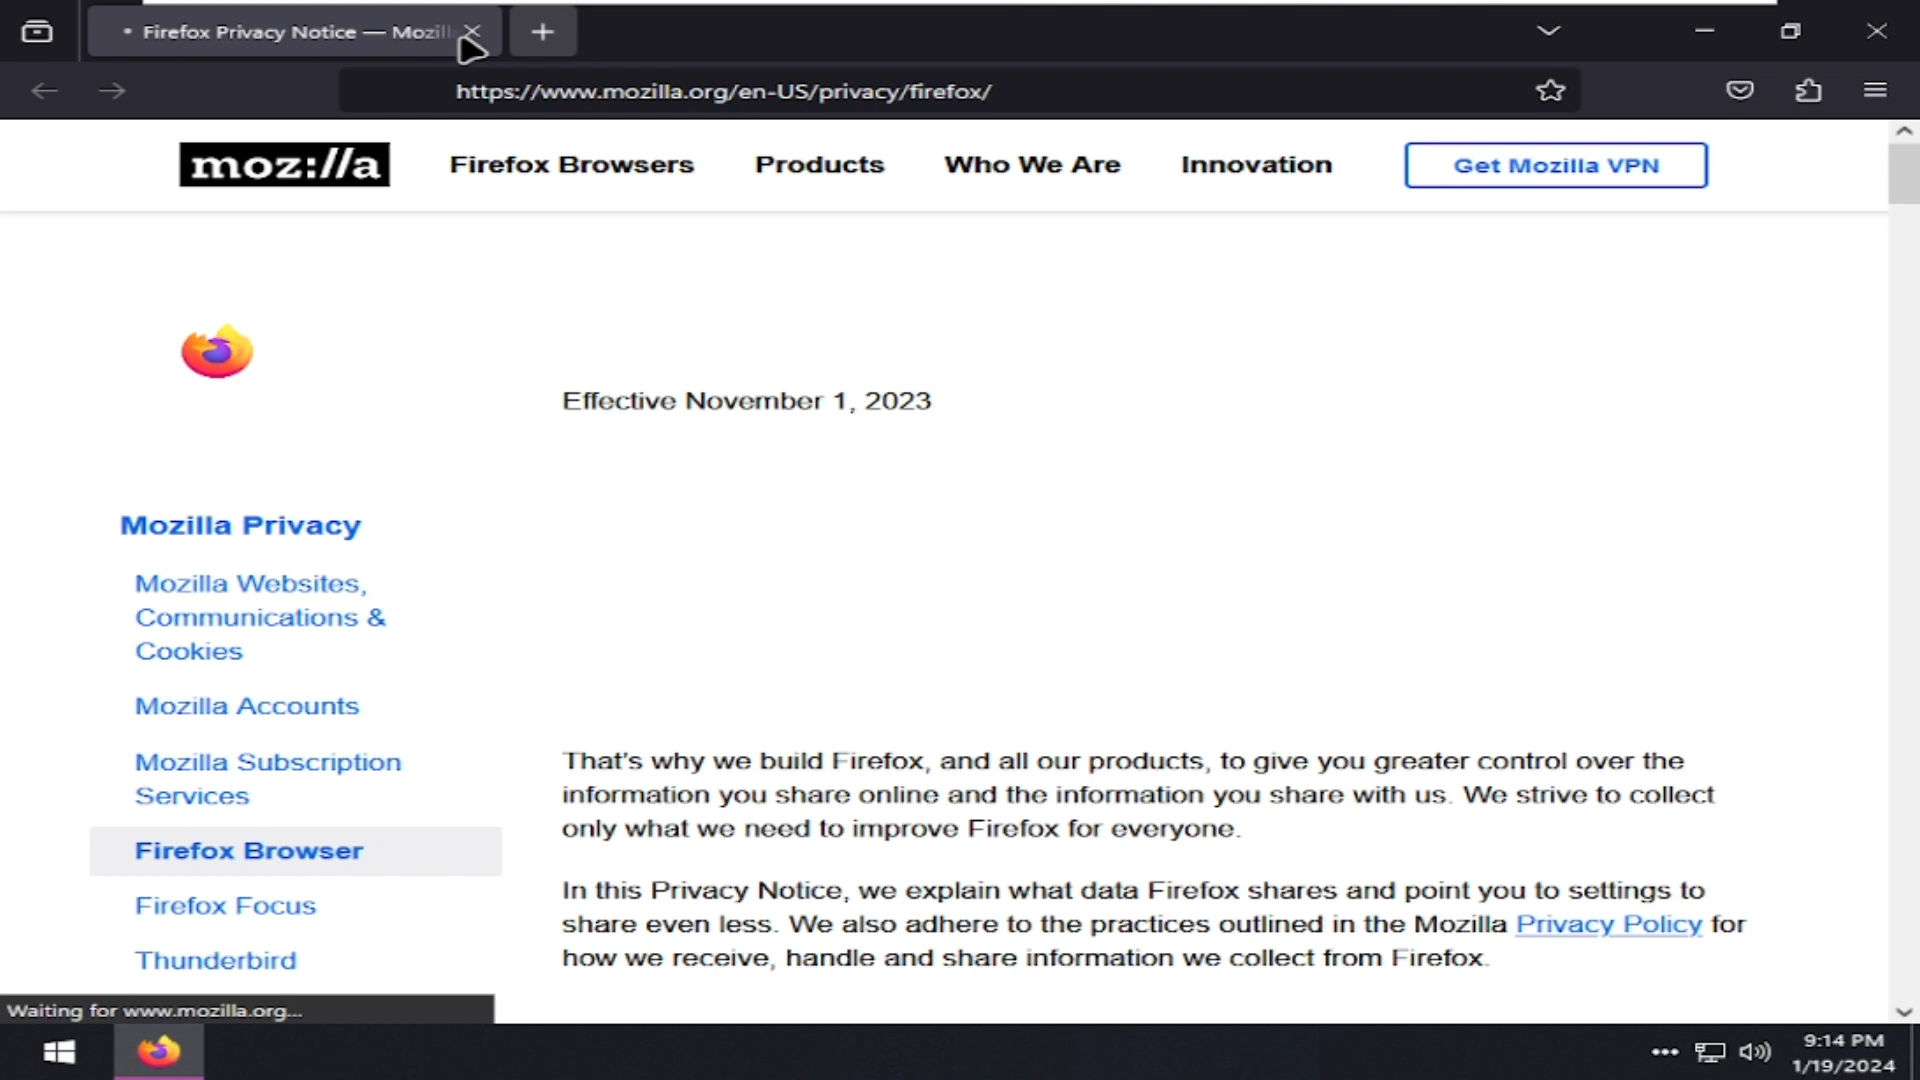 Firefox Privacy Notice — Mozill
https://www.mozilla.org/en-US/privacy/firefox/
moz://a
Firefox Browsers
Products
Who We Are
Innovation
Get Mozilla VPN
Effective November 1, 2023
Mozilla Privacy
Mozilla Websites,
Communications &
Cookies
Mozilla Accounts
Mozilla Subscription
Services
Firefox Browser
Firefox Focus
Thunderbird
That's why we build Firefox, and all our products, to give you greater control over the
information you share online and the information you share with us. We strive to collect
only what we need to improve Firefox for everyone.
In this Privacy Notice, we explain what data Firefox shares and point you to settings to
share even less. We also adhere to the practices outlined in the Mozilla Privacy Policy for
how we receive, handle and share information we collect from Firefox.
Waiting for www.mozilla.org...
9:14 PM
1/19/2024